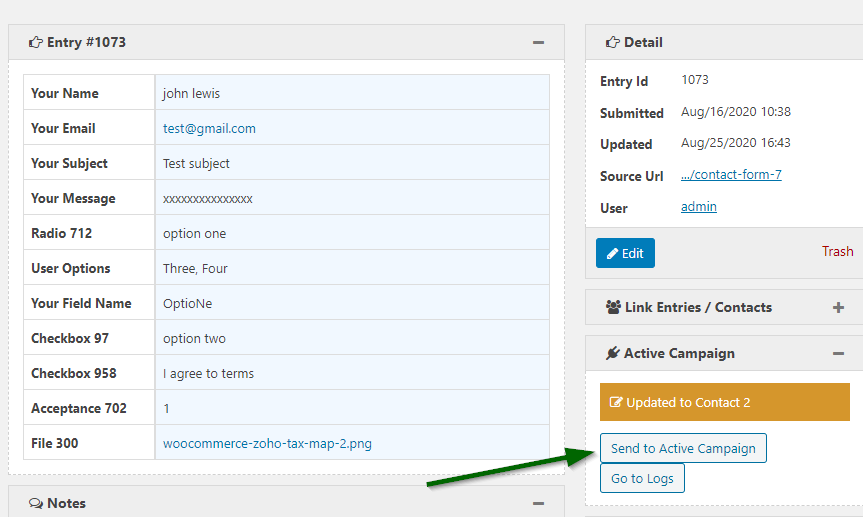 Entry #1073
Your Name john lewis
Your Email test@gmail.com
Your Subject Test subject
Your Message xxxxxxxxxxxxxxx
Radio 712 option one
User Options Three, Four
Your Field Name OptioNe
Checkbox 97 option two
Checkbox 958 I agree to terms
Acceptance 702 1
File 300 woocommerce-zoho-tax-map-2.png
Notes
Detail
Entry Id 1073
Submitted Aug/16/2020 10:38
Updated Aug/25/2020 16:43
Source Url .../contact-form-7
User admin
Edit Trash
Link Entries / Contacts
Active Campaign
Updated to Contact 2
Send to Active Campaign
Go to Logs